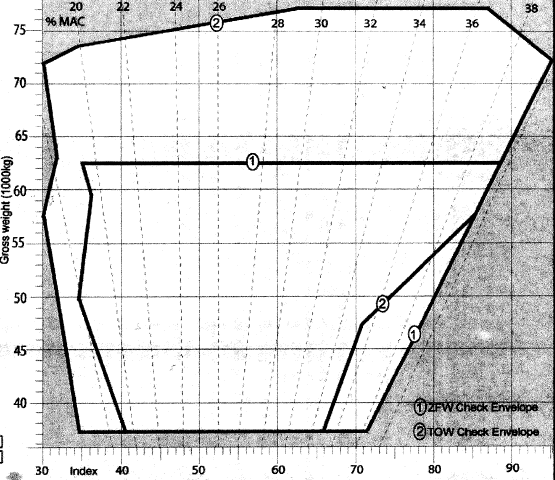 20 22 24 26 38
% MAC 2 28 30 32 34 36
75
70
65
1
60
Gross weight (1000kg)
50
2
45
1
40
1 ZFW Check Envelope
2 TOW Check Envelope
30 Index 40 50 60 70 80 90